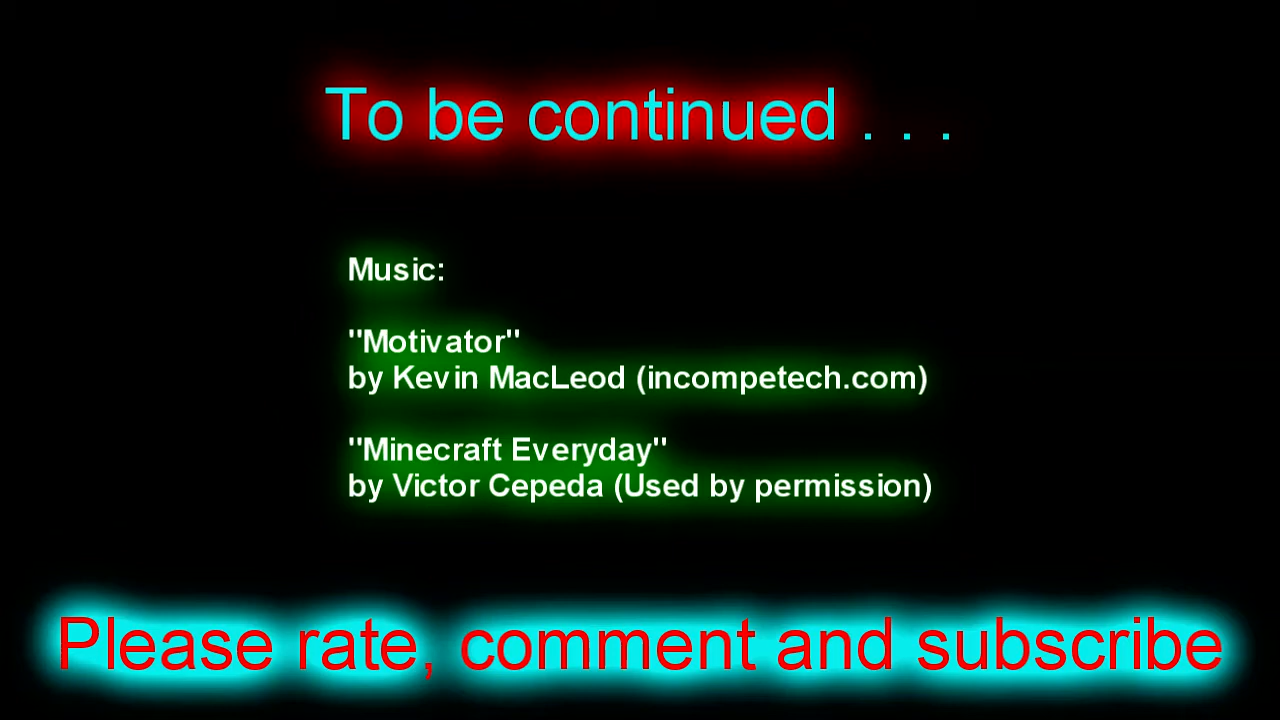 To be continued . . .
Music:
"Motivator"
by Kevin MacLeod (incompetech.com)
"Minecraft Everyday"
by Victor Cepeda (Used by permission)
Please rate, comment and subscribe